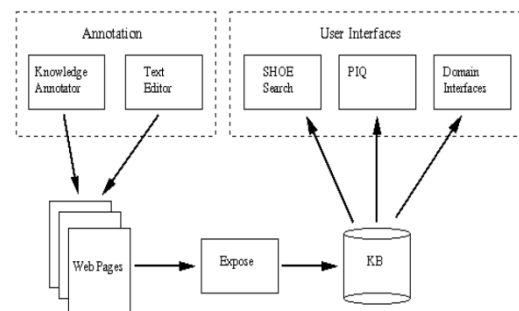 Annotation
User Interfaces
Knowledge
Annotator
Text
Editor
SHOE
Search
PIQ
Domain
Interfaces
Web Pages
Expose
KB